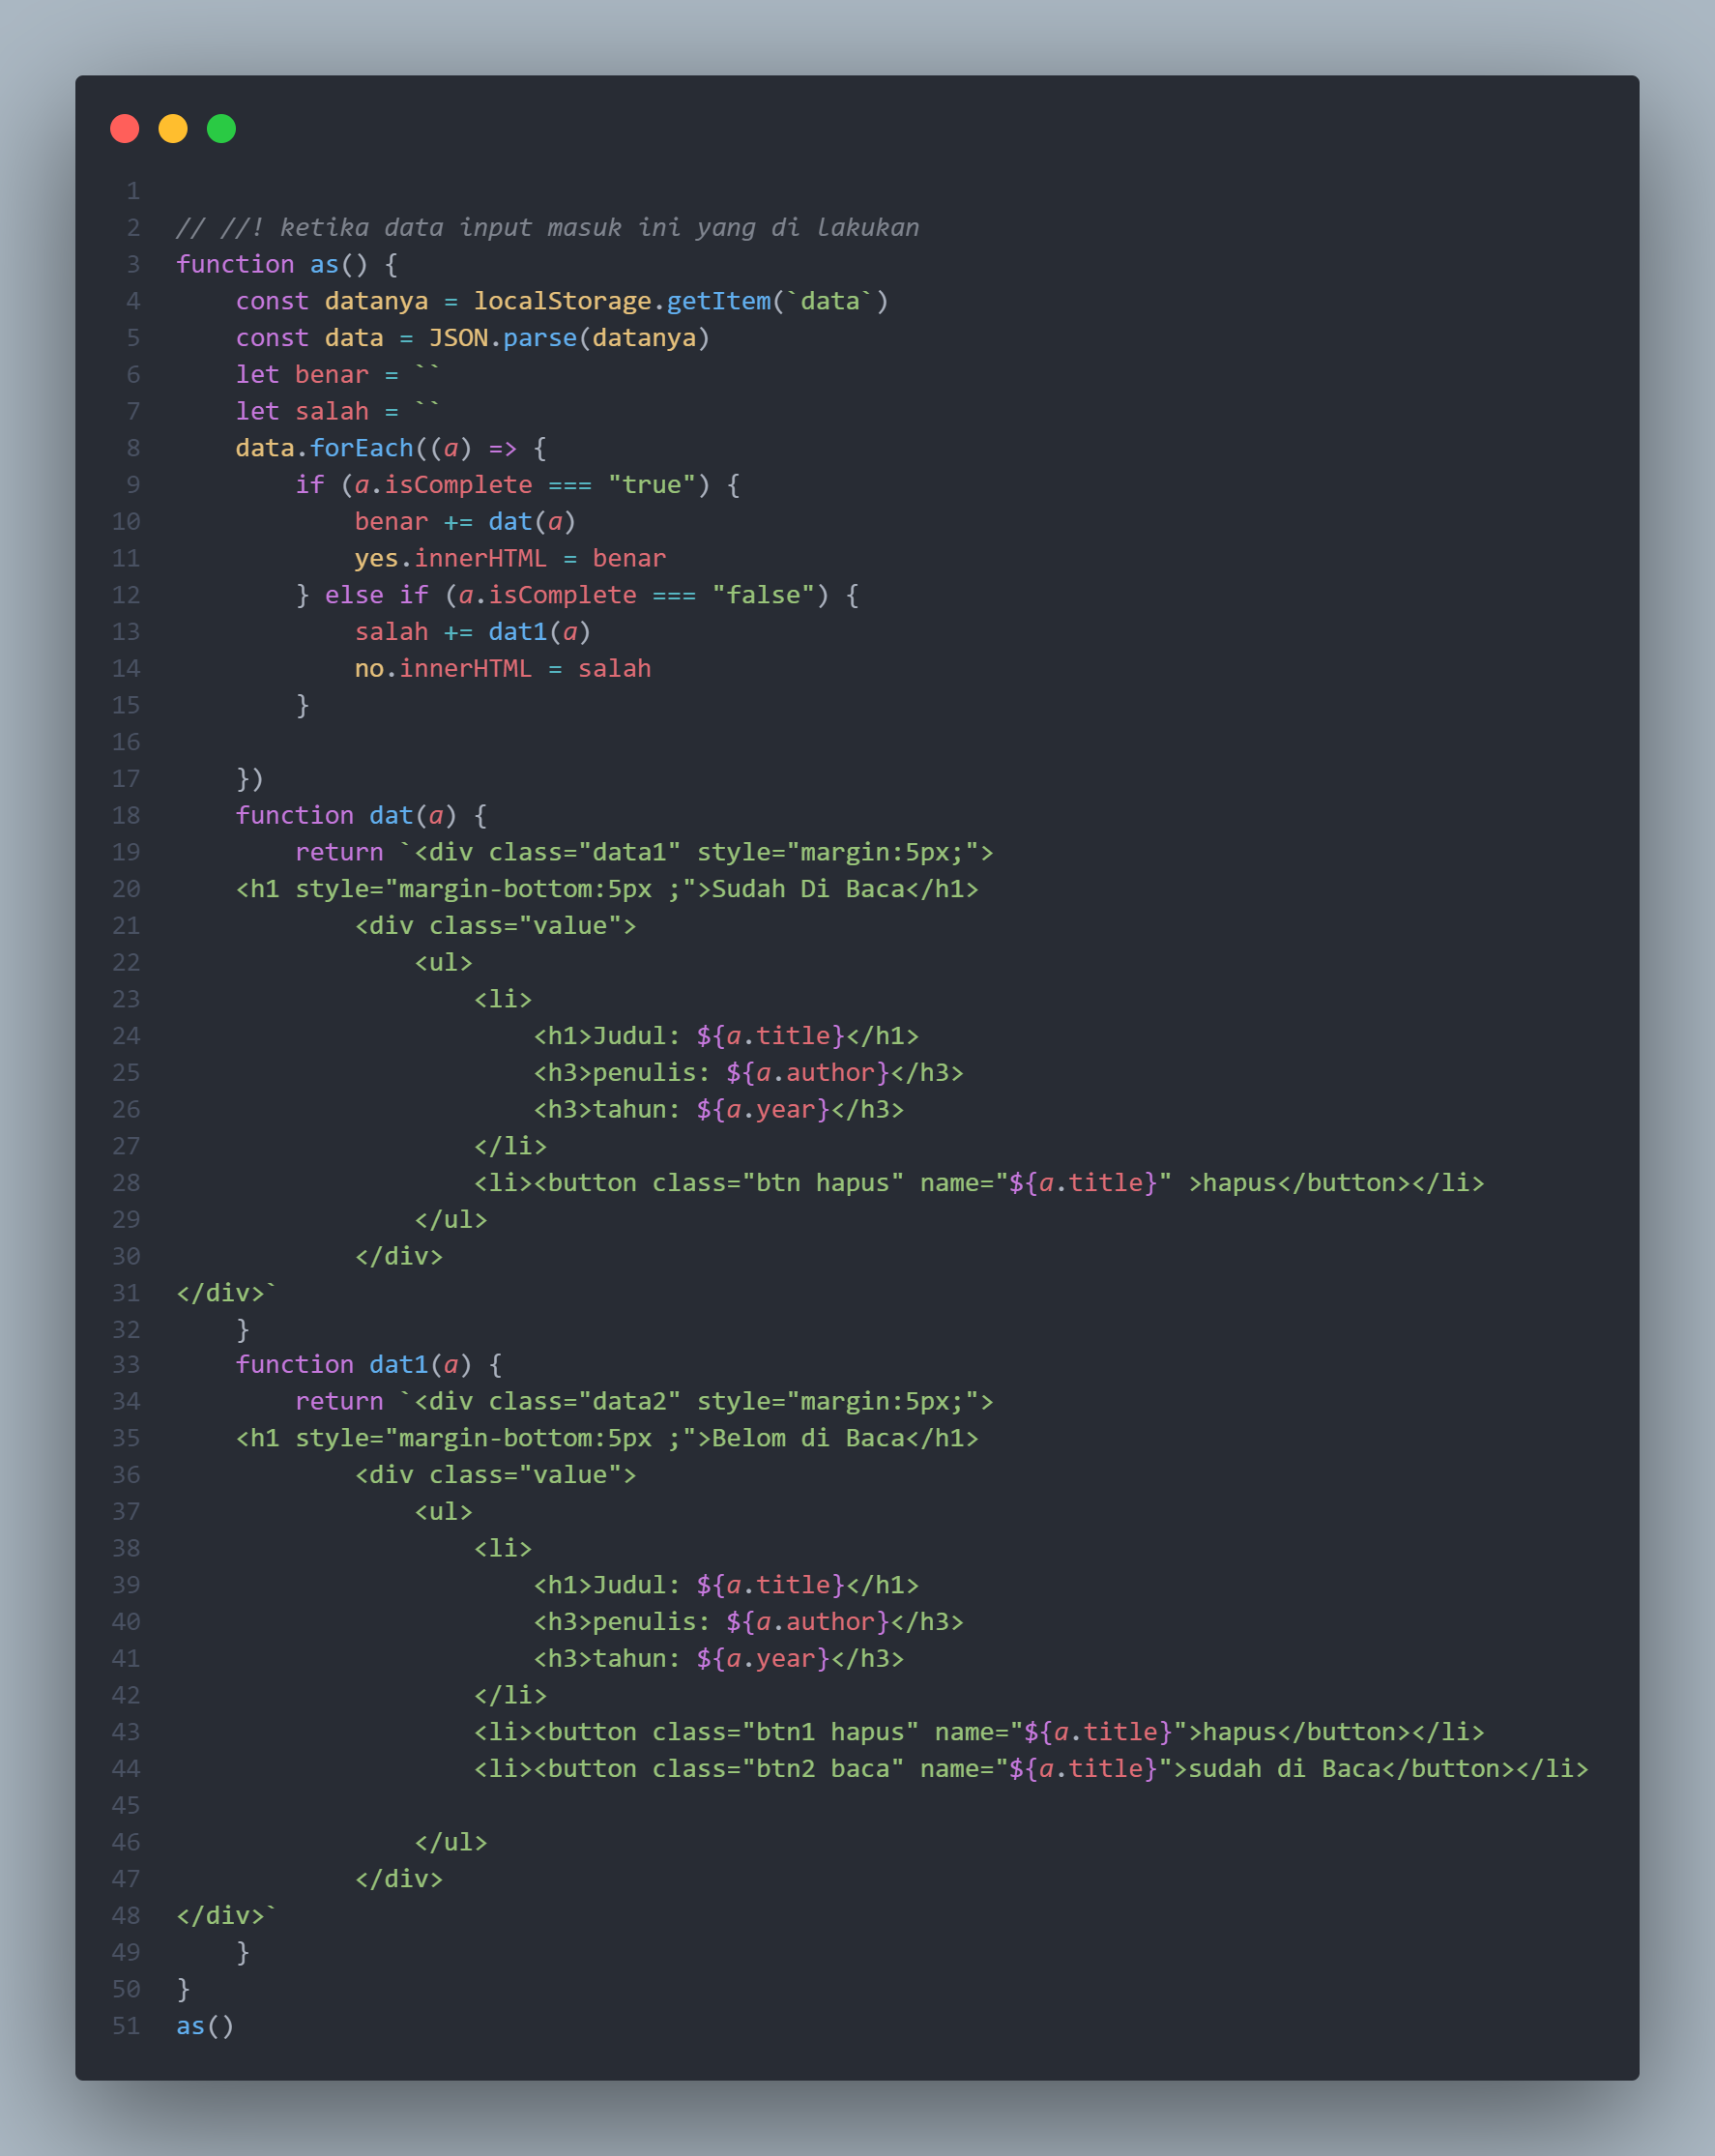 1
2 // //! ketika data input masuk ini yang di lakukan
3 function as() {
4     const datanya = localStorage.getItem(`data`)
5     const data = JSON.parse(datanya)
6     let benar = ``
7     let salah = ``
8     data.forEach((a) => {
9         if (a.isComplete === "true") {
10             benar += dat(a)
11             yes.innerHTML = benar
12         } else if (a.isComplete === "false") {
13             salah += dat1(a)
14             no.innerHTML = salah
15         }
16
17     })
18     function dat(a) {
19         return `<div class="data1" style="margin:5px;">
20     <h1 style="margin-bottom:5px ;">Sudah Di Baca</h1>
21             <div class="value">
22                 <ul>
23                     <li>
24                         <h1>Judul: ${a.title}</h1>
25                         <h3>penulis: ${a.author}</h3>
26                         <h3>tahun: ${a.year}</h3>
27                     </li>
28                     <li><button class="btn hapus" name="${a.title}" >hapus</button></li>
29                 </ul>
30             </div>
31 </div>`
32     }
33     function dat1(a) {
34         return `<div class="data2" style="margin:5px;">
35     <h1 style="margin-bottom:5px ;">Belom di Baca</h1>
36             <div class="value">
37                 <ul>
38                     <li>
39                         <h1>Judul: ${a.title}</h1>
40                         <h3>penulis: ${a.author}</h3>
41                         <h3>tahun: ${a.year}</h3>
42                     </li>
43                     <li><button class="btn1 hapus" name="${a.title}">hapus</button></li>
44                     <li><button class="btn2 baca" name="${a.title}">sudah di Baca</button></li>
45
46                 </ul>
47             </div>
48 </div>`
49     }
50 }
51 as()